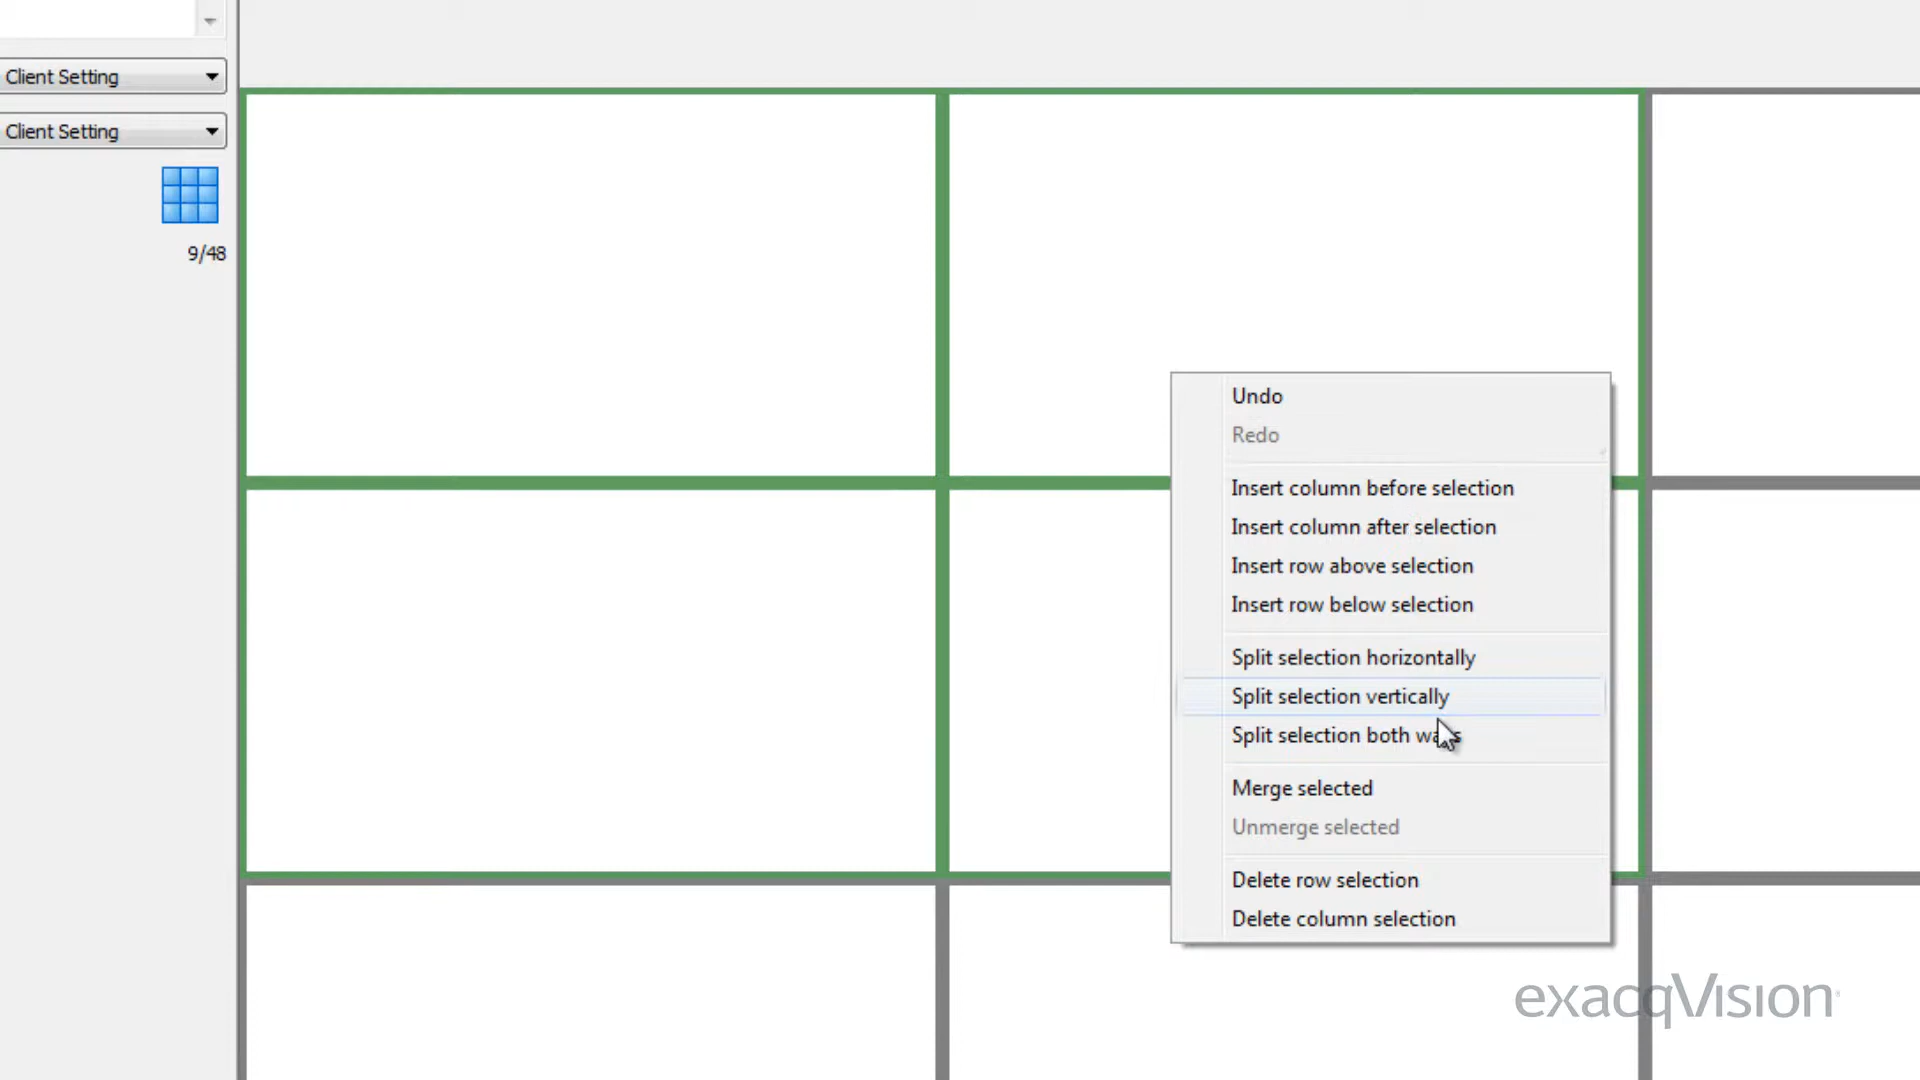 Client Setting
Client Setting
9/48
Undo
Redo
Insert column before selection
Insert column after selection
Insert row above selection
Insert row below selection
Split selection horizontally
Split selection vertically
Split selection both ways
Merge selected
Unmerge selected
Delete row selection
Delete column selection
exacqVision